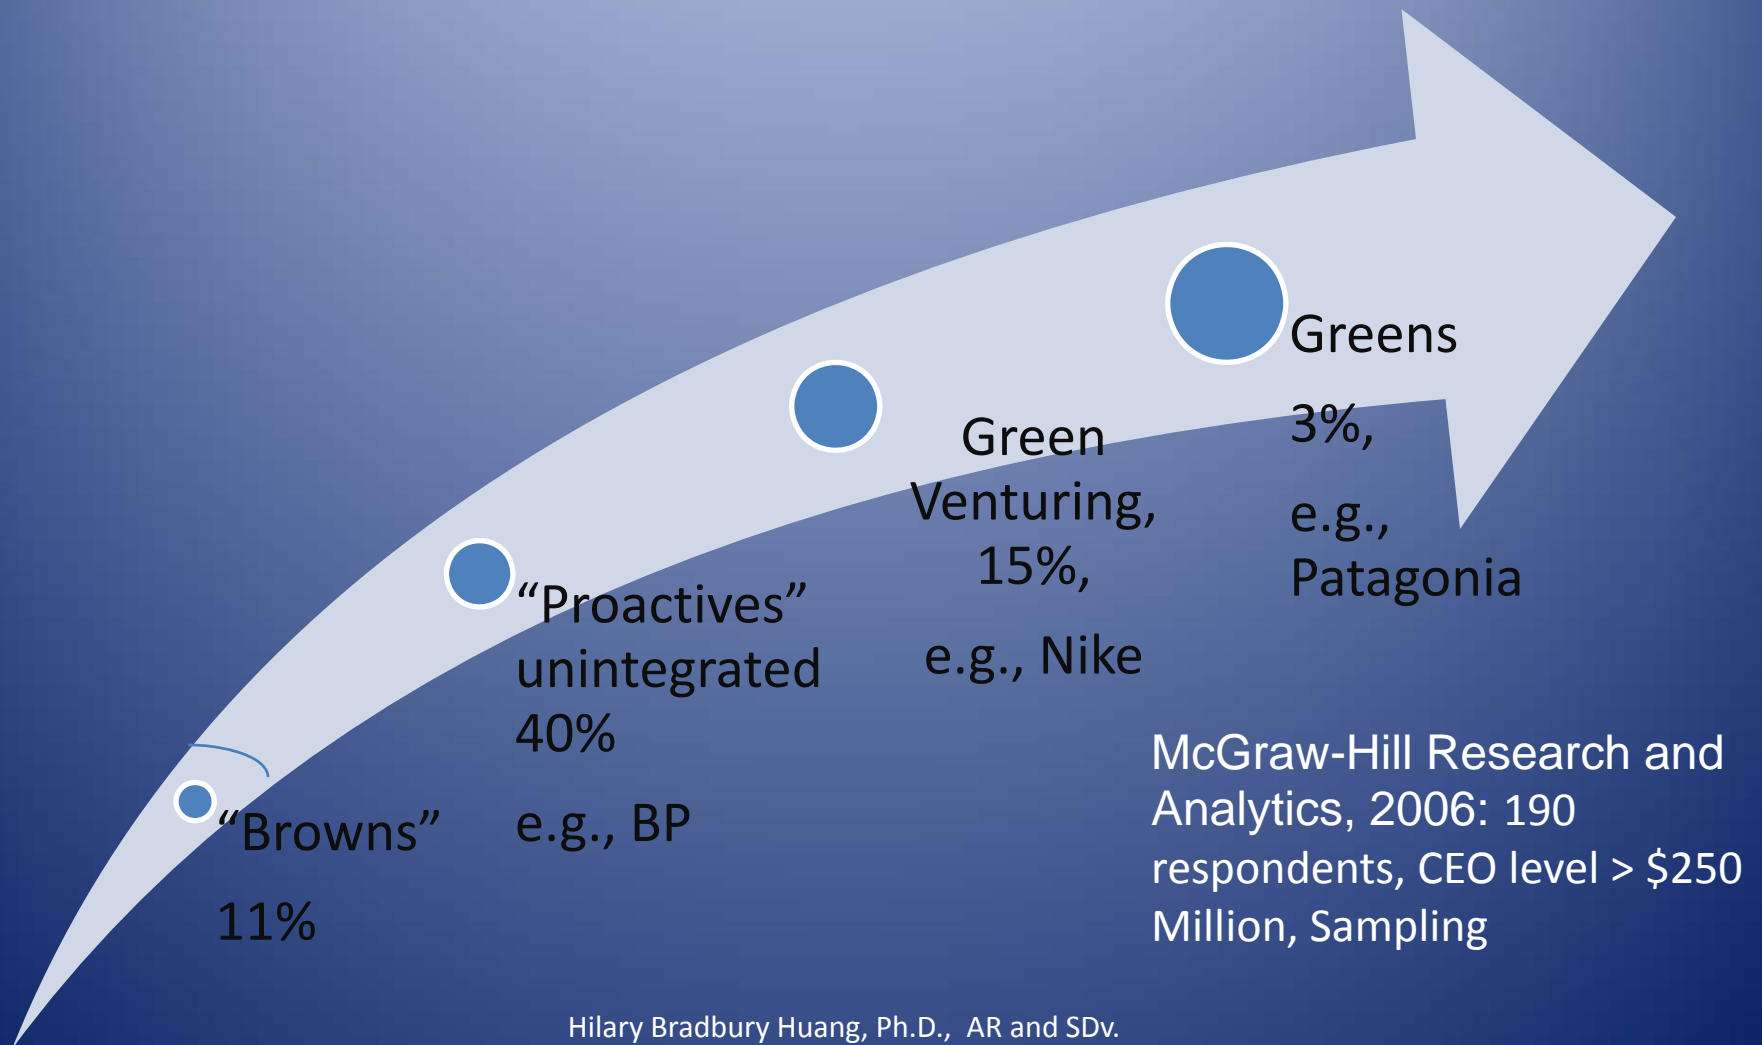 “Browns”
11%
“Proactives”
unintegrated
40%
e.g., BP
Green
Venturing,
15%,
e.g., Nike
Greens
3%,
e.g.,
Patagonia
McGraw-Hill Research and
Analytics, 2006: 190
respondents, CEO level > $250
Million, Sampling
Hilary Bradbury Huang, Ph.D., AR and SDv.